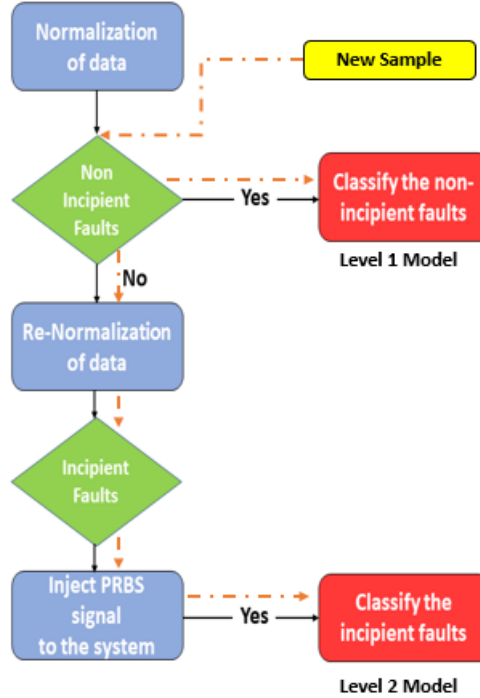 Normalization
of data
New Sample
Non
Incipient
Faults
Yes
Classify the non-
incipient faults
Level 1 Model
No
Re-Normalization
of data
Incipient
Faults
Inject PRBS
signal
to the system
Yes
Classify the
incipient faults
Level 2 Model